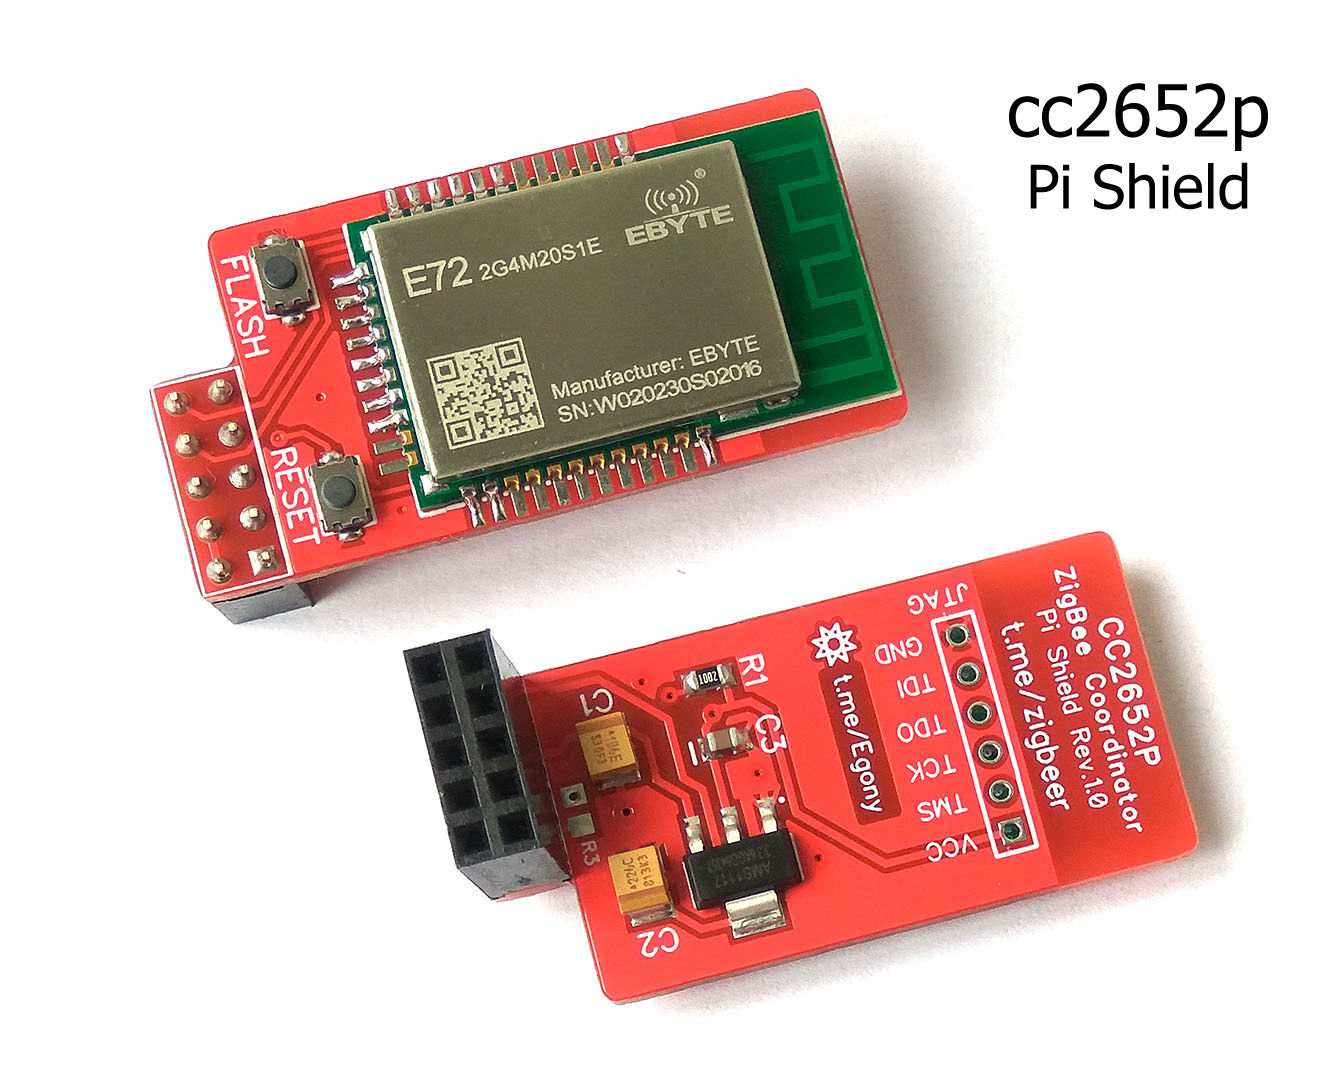 cc2652p
Pi Shield
EBYTE
®
E72 2G4M20S1E
Manufacturer: EBYTE
SN:W020230S02016
FLASH
RESET
CC2652P
ZigBee Coordinator
Pi Shield Rev.1.0
t.me/zigbeer
JTAG
GND
TDI
TDO
TCK
TMS
VCC
t.me/Egony
R1
1002
C1
C3
R3
C2
226C
AMS1117